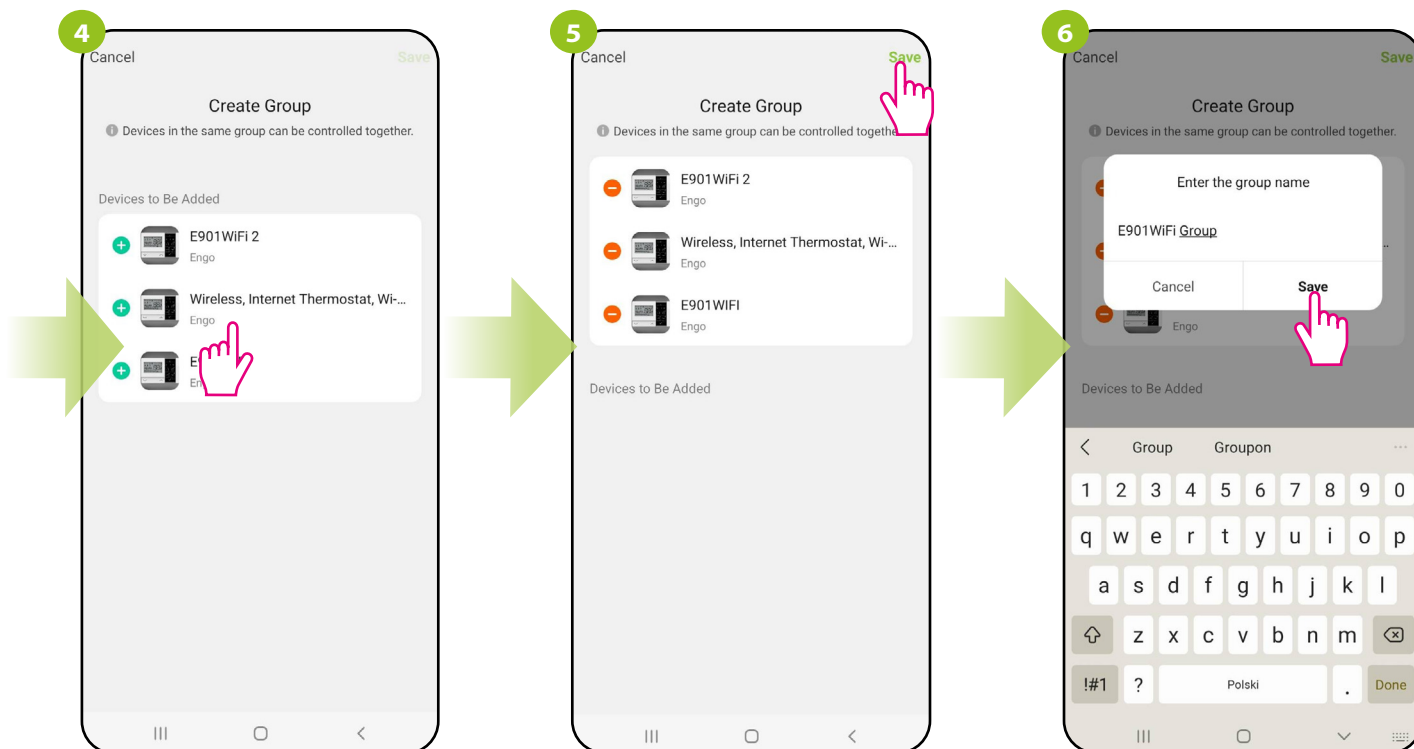 4
Cancel Save
Create Group
Devices in the same group can be controlled together.
Devices to Be Added
E901WiFi 2
Engo
Wireless, Internet Thermostat, Wi-...
Engo
5
Cancel Save
Create Group
Devices in the same group can be controlled togethe
E901WiFi 2
Engo
Wireless, Internet Thermostat, Wi-...
Engo
E901WIFI
Engo
Devices to Be Added
6
Cancel Save
Create Group
Devices in the same group can be controlled together.
Enter the group name
E901WiFi Group
Cancel Save
Engo
Devices to Be Added
Group Groupon ...
1 2 3 4 5 6 7 8 9 0
q w e r t y u i o p
a s d f g h j k l
z x c v b n m
!#1 ? Polski . Done